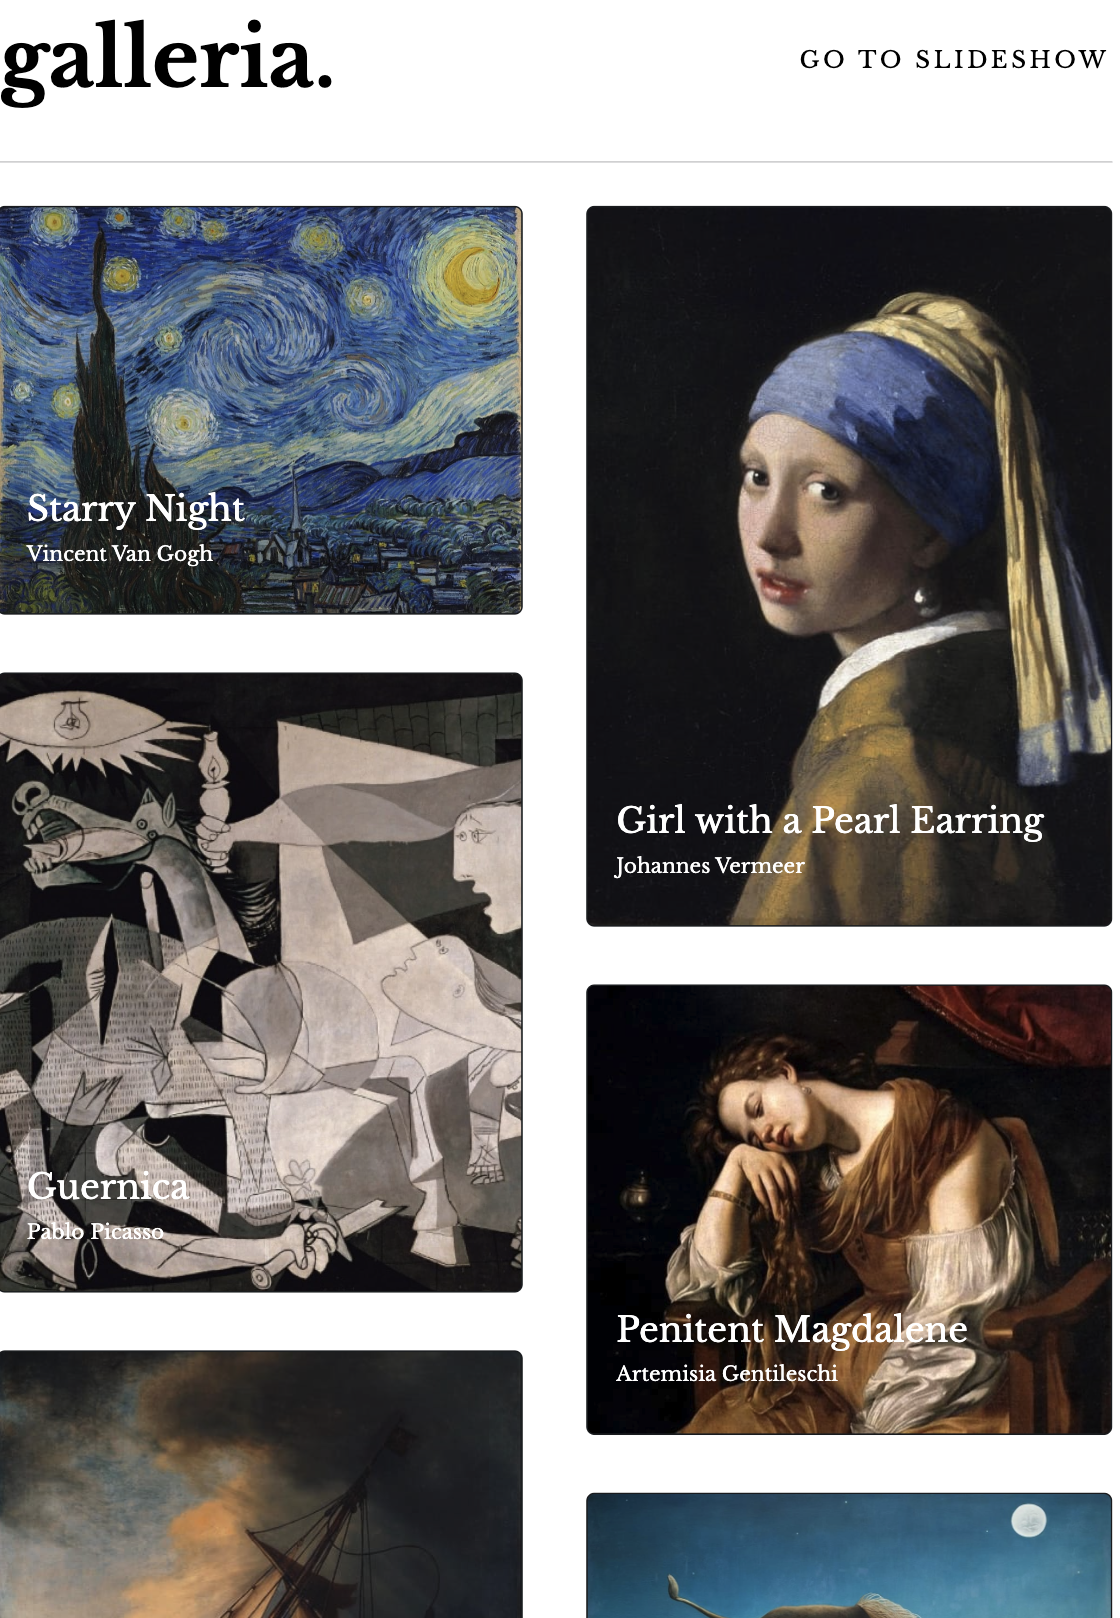 galleria.
GO TO SLIDESHOW
Starry Night
Vincent Van Gogh
Girl with a Pearl Earring
Johannes Vermeer
Guernica
Pablo Picasso
Penitent Magdalene
Artemisia Gentileschi